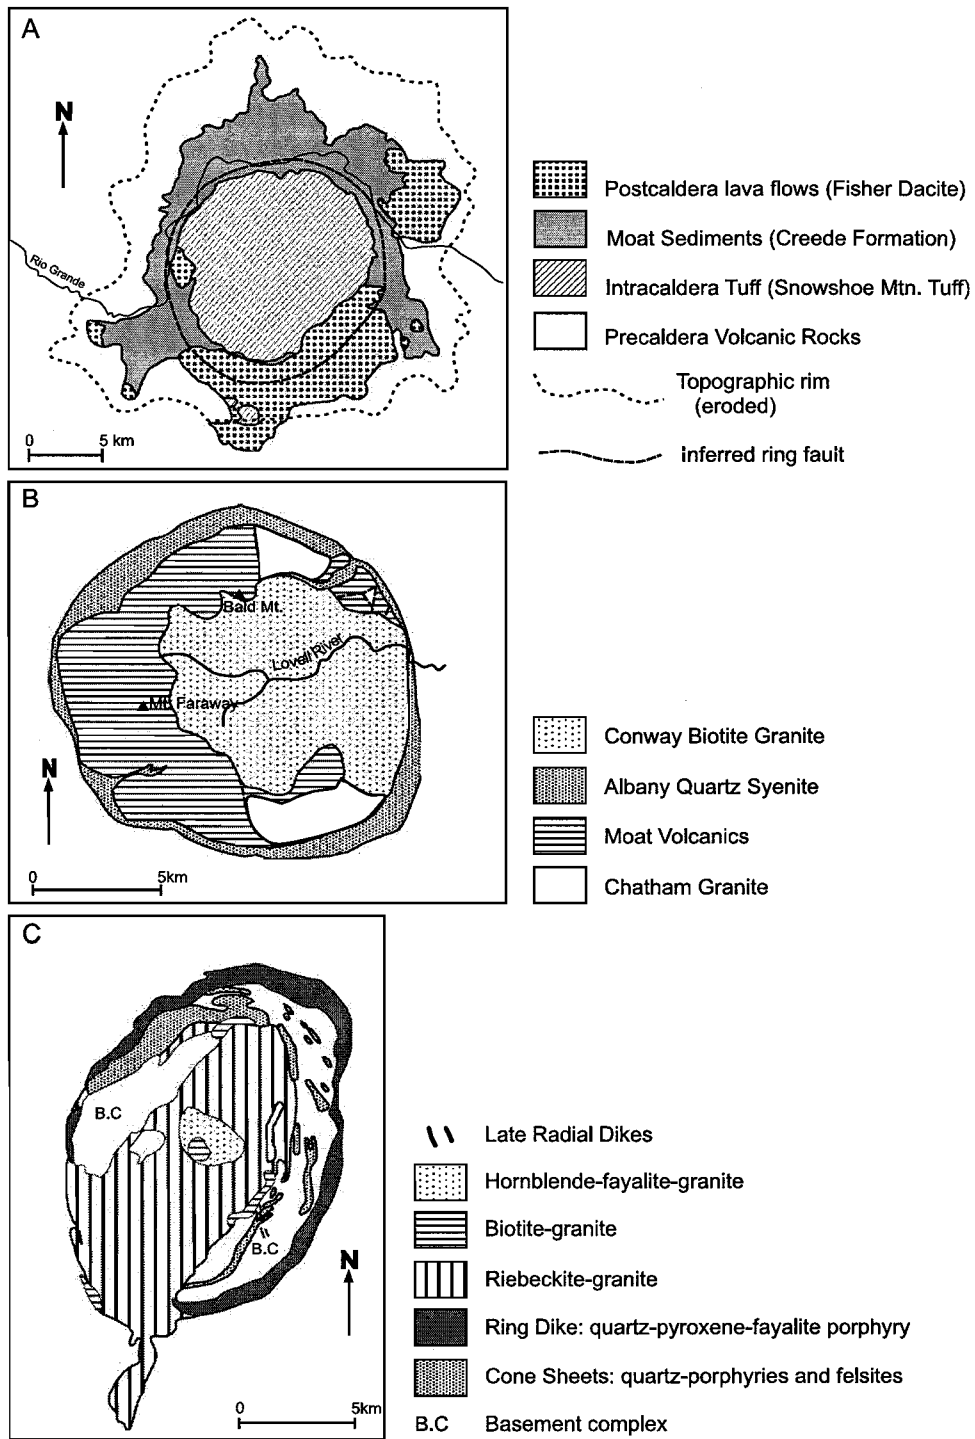 A
N
Rio Grande
0 5 km
Postcaldera lava flows (Fisher Dacite)
Moat Sediments (Creede Formation)
Intracaldera Tuff (Snowshoe Mtn. Tuff)
Precaldera Volcanic Rocks
Topographic rim
(eroded)
inferred ring fault
B
Bald Mt.
Lovell River
Mt. Faraway
N
0 5km
Conway Biotite Granite
Albany Quartz Syenite
Moat Volcanics
Chatham Granite
C
B.C
B.C
N
0 5km
Late Radial Dikes
Hornblende-fayalite-granite
Biotite-granite
Riebeckite-granite
Ring Dike: quartz-pyroxene-fayalite porphyry
Cone Sheets: quartz-porphyries and felsites
B.C Basement complex